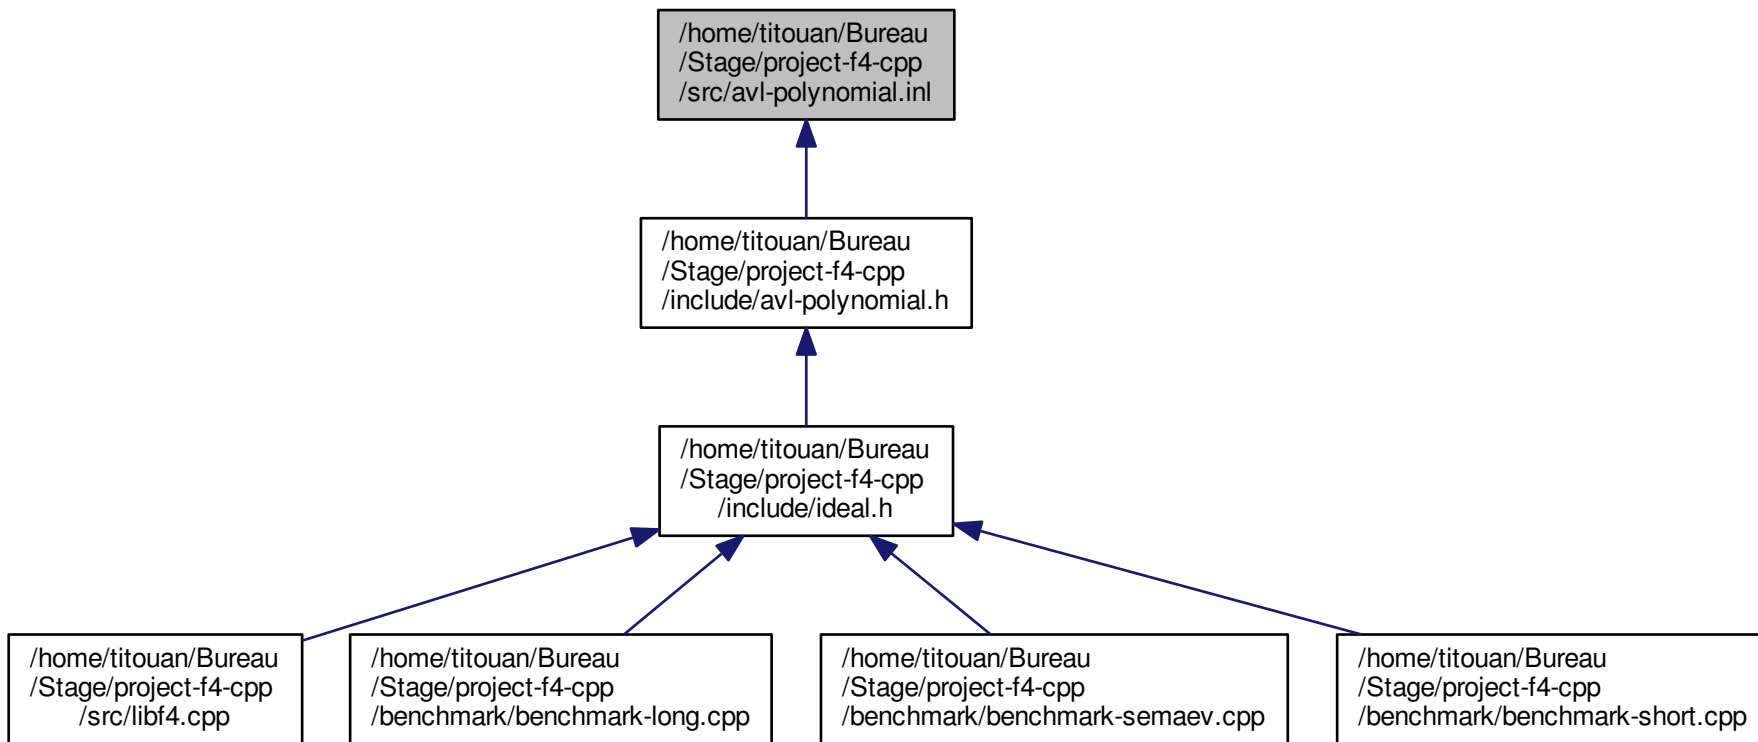 /home/titouan/Bureau
/Stage/project-f4-cpp
/src/avl-polynomial.inl
/home/titouan/Bureau
/Stage/project-f4-cpp
/include/avl-polynomial.h
/home/titouan/Bureau
/Stage/project-f4-cpp
/include/ideal.h
/home/titouan/Bureau
/Stage/project-f4-cpp
/src/libf4.cpp
/home/titouan/Bureau
/Stage/project-f4-cpp
/benchmark/benchmark-long.cpp
/home/titouan/Bureau
/Stage/project-f4-cpp
/benchmark/benchmark-semaev.cpp
/home/titouan/Bureau
/Stage/project-f4-cpp
/benchmark/benchmark-short.cpp